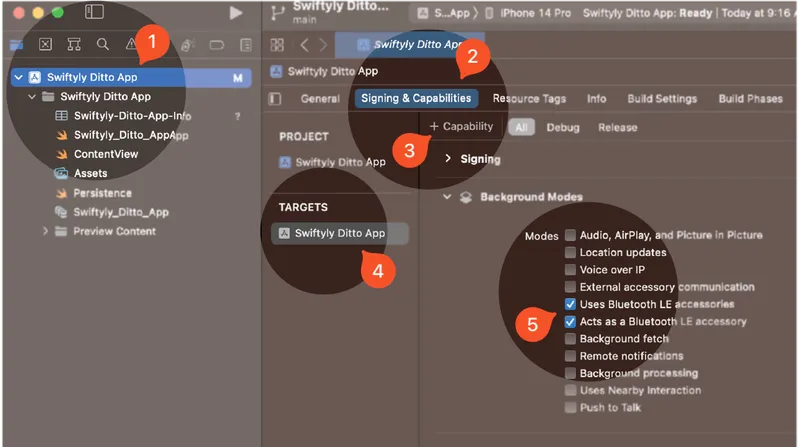 Swiftyly Ditto
main
S...App
iPhone 14 Pro
Swiftyly Ditto App: Ready | Today at 9:16 A
1
Swiftyly Ditto App
M
Swiftyly Ditto App
Swiftyly-Ditto-App-Info
?
Swiftyly_Ditto_AppApp
ContentView
Assets
Persistence
Swiftyly_Ditto_App
Preview Content
Swiftyly Ditto App
2
Swiftyly Ditto App
General
Signing & Capabilities
Resource Tags
Info
Build Settings
Build Phases
+ Capability
All
Debug
Release
3
PROJECT
Swiftyly Ditto App
TARGETS
Swiftyly Ditto App
4
Signing
Background Modes
Modes
Audio, AirPlay, and Picture in Picture
Location updates
Voice over IP
External accessory communication
Uses Bluetooth LE accessories
Acts as a Bluetooth LE accessory
5
Background fetch
Remote notifications
Background processing
Uses Nearby Interaction
Push to Talk